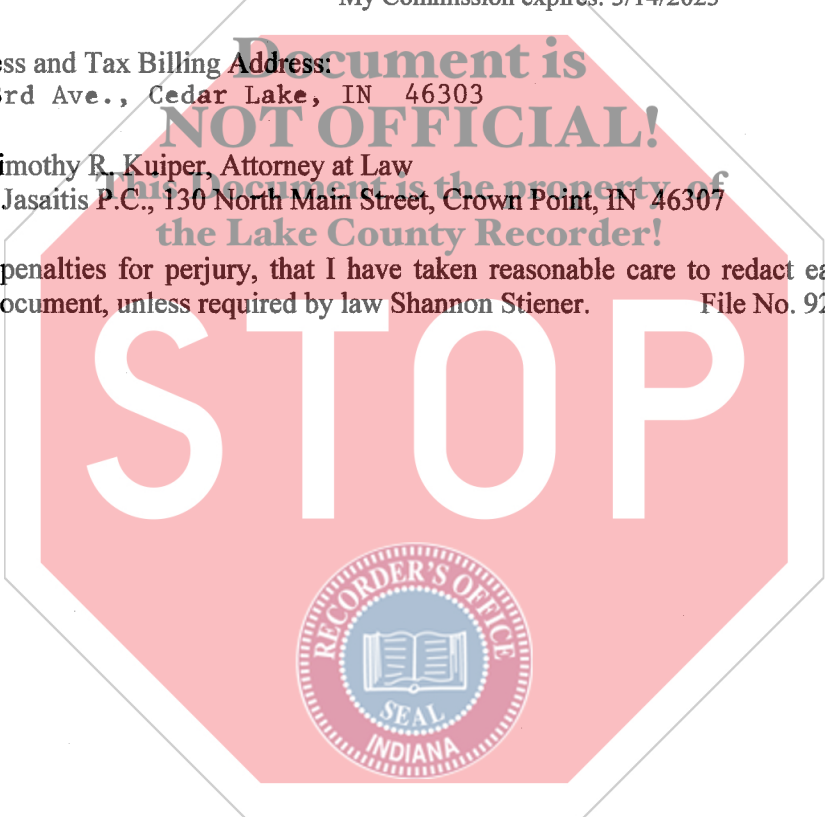 My Commission expires: 3/14/2023
ess and Tax Billing Address:
Document is
3rd Ave., Cedar Lake, IN 46303
NOT OFFICIAL!
imothy R. Kuiper, Attorney at Law
This Document is the property of
Jasaitis P.C., 130 North Main Street, Crown Point, IN 46307
the Lake County Recorder!
penalties for perjury, that I have taken reasonable care to redact ea
ocument, unless required by law Shannon Stiener. File No. 92
STOP
RECORDER'S OFFICE
SEAL
INDIANA